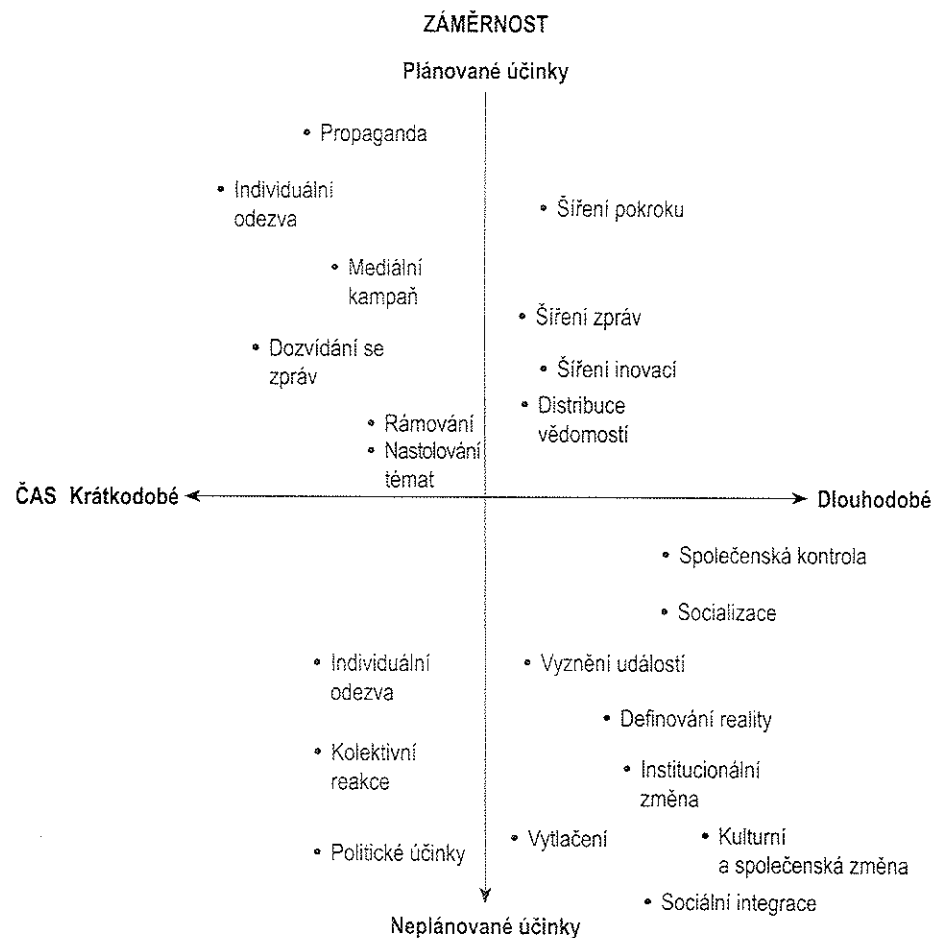 ZÁMĚRNOST
Plánované účinky
• Propaganda
• Individuální
odezva
• Šíření pokroku
• Mediální
kampaň
• Šíření zpráv
• Dozvídání se
zpráv
• Šíření inovací
• Distribuce
vědomostí
• Rámování
• Nastolování
témat
ČAS Krátkodobé
Dlouhodobé
• Společenská kontrola
• Socializace
• Individuální
odezva
• Vyznění událostí
• Definování reality
• Kolektivní
reakce
• Institucionální
změna
• Politické účinky
• Vytlačení
• Kulturní
a společenská změna
• Sociální integrace
Neplánované účinky